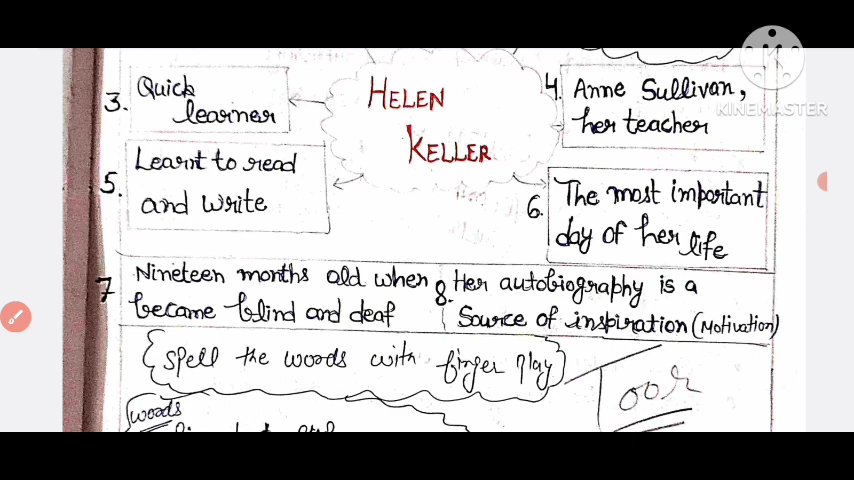 KINEMASTER
HELEN
KELLER
3. Quick
learner
4. Anne Sullivan,
her teacher
5. Learnt to read
and write
6. The most important
day of her life
7 Nineteen months old when
became blind and deaf
8. Her autobiography is a
Source of inspiration (Motivation)
Spell the words with finger play
words